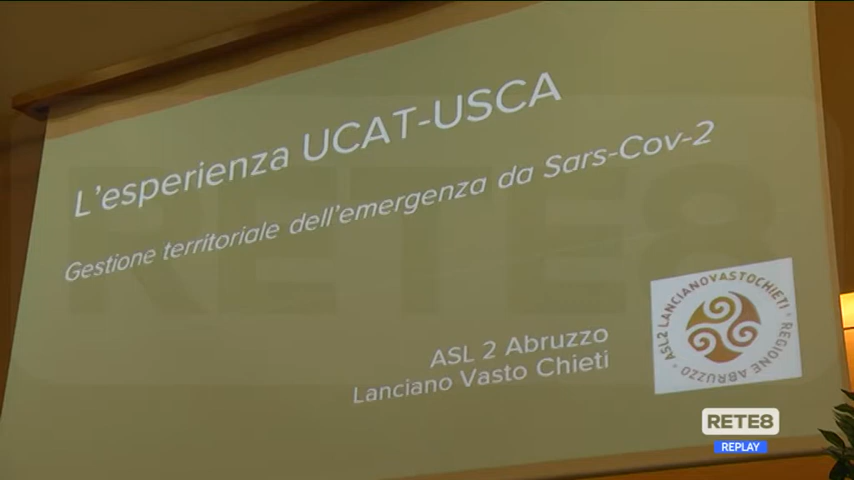 L'esperienza UCAT-USCA
Gestione territoriale dell'emergenza da Sars-Cov-2
ASL 2 Abruzzo
Lanciano Vasto Chieti
ASL2 LANCIANOVASTOCHIETI • REGIONE ABRUZZO •
RETE8
RETE8
REPLAY